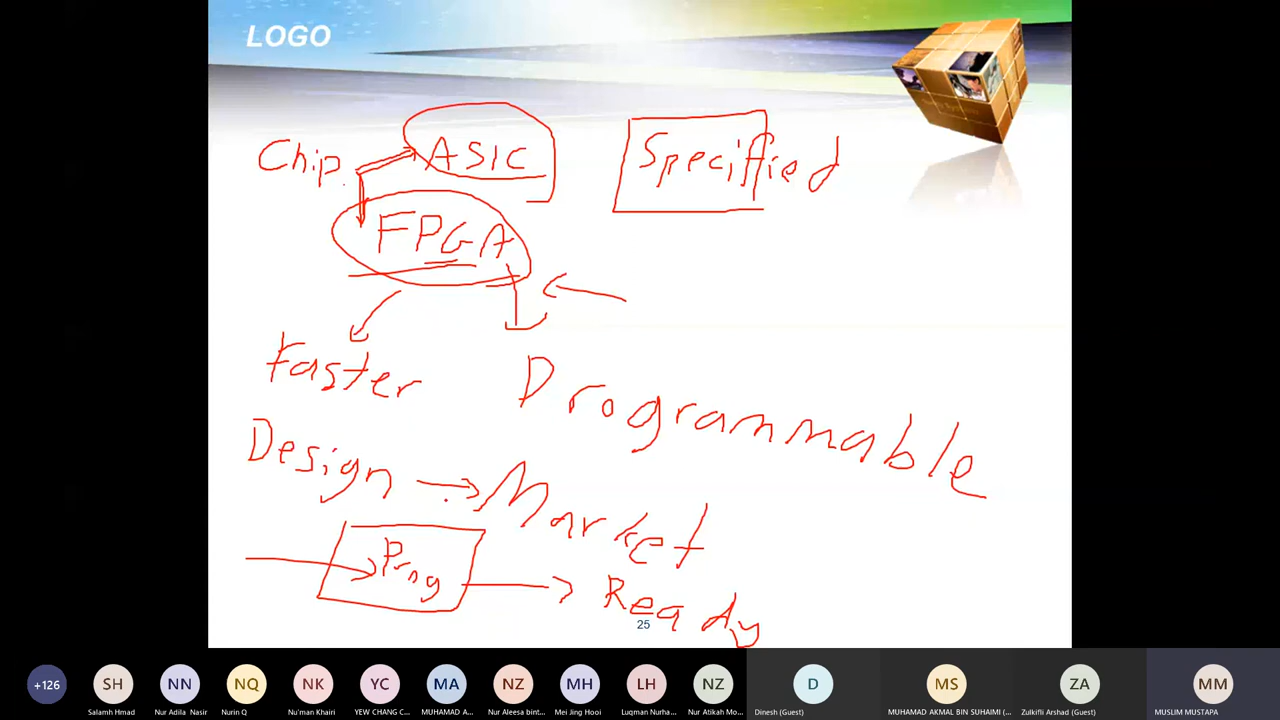 LOGO
Chip ASIC Specified
FPGA
Faster Programmable
Design → Market
Prng → Ready
25
+126 SH NN NQ NK YC MA NZ MH LH NZ D MS ZA MM
Salamh Hmad Nur Adila Nasir Nurin Q Nu'man Khairi YEW CHANG C... MUHAMAD A... Nur Aleesa bint... Mei Jing Hooi Luqman Nurha... Nur Atikah Mo... Dinesh (Guest) MUHAMAD AKMAL BIN SUHAIMI (... Zulkifli Arshad (Guest) MUSLIM MUSTAPA